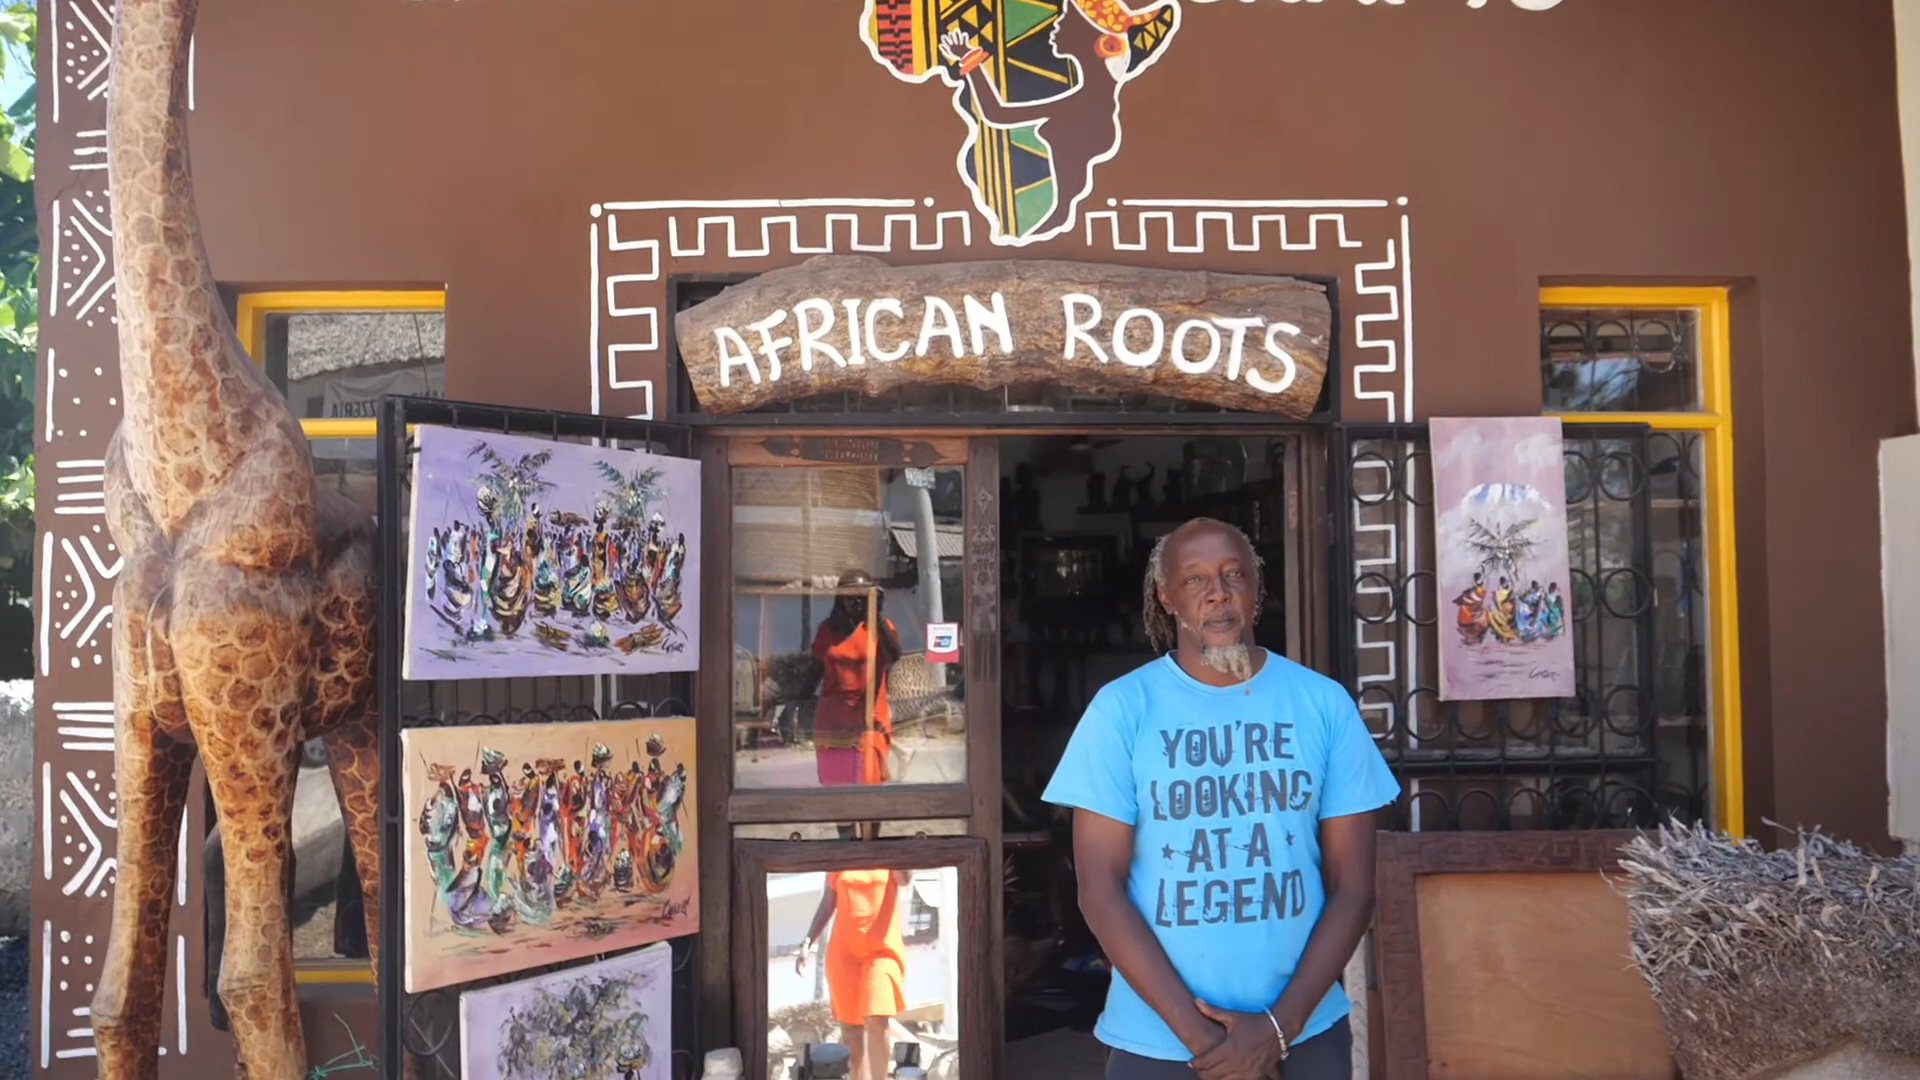 AFRICAN ROOTS
YOU'RE
LOOKING
AT A
LEGEND